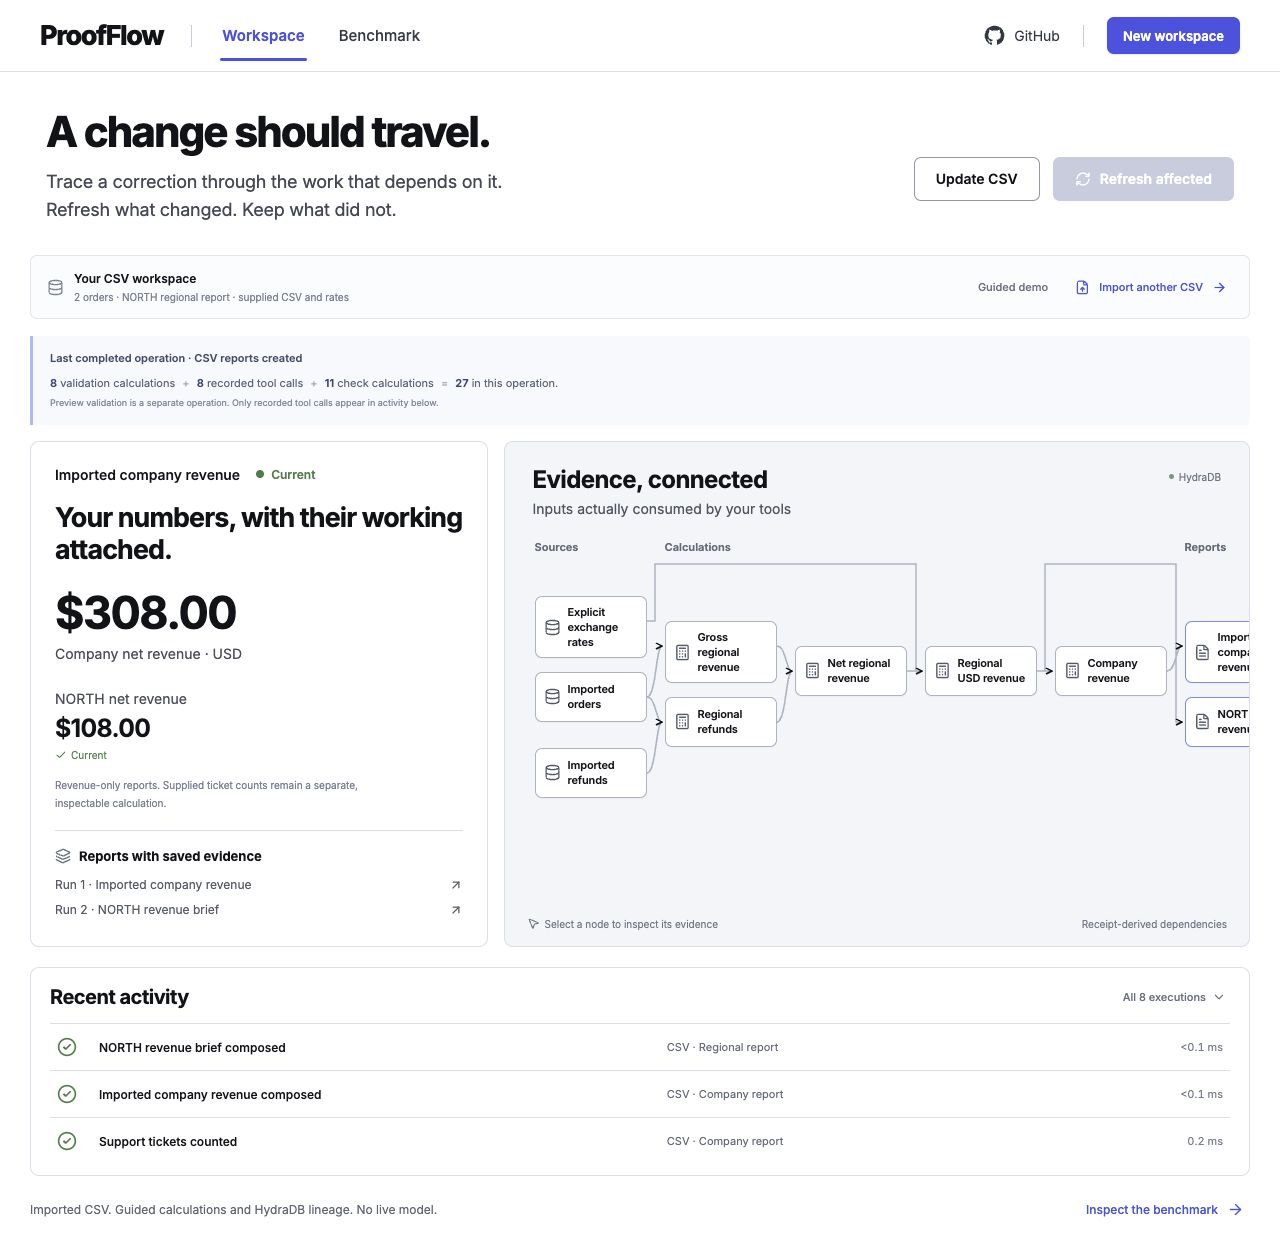 ProofFlow
Workspace
Benchmark
GitHub
New workspace
A change should travel.
Trace a correction through the work that depends on it.
Refresh what changed. Keep what did not.
Update CSV
Refresh affected
Your CSV workspace
2 orders · NORTH regional report · supplied CSV and rates
Guided demo
Import another CSV
Last completed operation · CSV reports created
8 validation calculations + 8 recorded tool calls + 11 check calculations = 27 in this operation.
Preview validation is a separate operation. Only recorded tool calls appear in activity below.
Imported company revenue
Current
Your numbers, with their working
attached.
$308.00
Company net revenue · USD
NORTH net revenue
$108.00
Current
Revenue-only reports. Supplied ticket counts remain a separate,
inspectable calculation.
Reports with saved evidence
Run 1 · Imported company revenue
Run 2 · NORTH revenue brief
Evidence, connected
HydraDB
Inputs actually consumed by your tools
Sources
Calculations
Reports
Explicit
exchange
rates
Imported
orders
Imported
refunds
Gross
regional
revenue
Regional
refunds
Net regional
revenue
Regional
USD revenue
Company
revenue
Import
compa
revenu
NORT
revenu
Select a node to inspect its evidence
Receipt-derived dependencies
Recent activity
All 8 executions
NORTH revenue brief composed
CSV · Regional report
<0.1 ms
Imported company revenue composed
CSV · Company report
<0.1 ms
Support tickets counted
CSV · Company report
0.2 ms
Imported CSV. Guided calculations and HydraDB lineage. No live model.
Inspect the benchmark